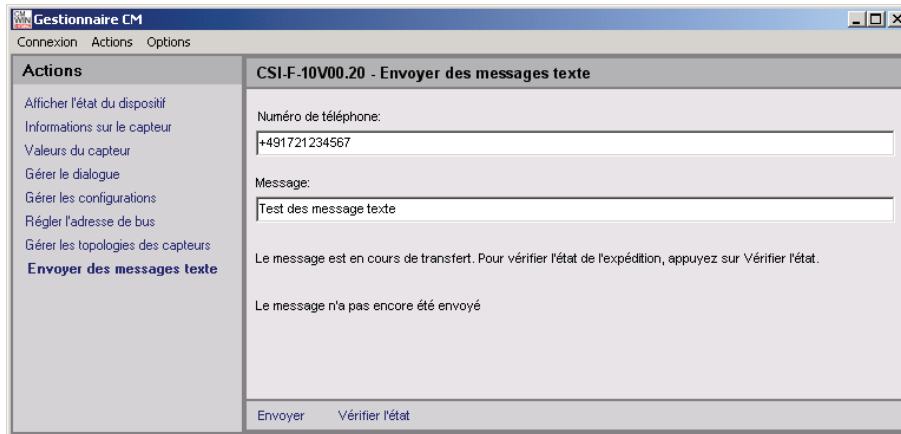 CM
WIN
Gestionnaire CM
Connexion Actions Options
Actions
Afficher l'état du dispositif
Informations sur le capteur
Valeurs du capteur
Gérer le dialogue
Gérer les configurations
Régler l'adresse de bus
Gérer les topologies des capteurs
Envoyer des messages texte
CSI-F-10V00.20 - Envoyer des messages texte
Numéro de téléphone:
+491721234567
Message:
Test des message texte
Le message est en cours de transfert. Pour vérifier l'état de l'expédition, appuyez sur Vérifier l'état.
Le message n'a pas encore été envoyé
Envoyer Vérifier l'état